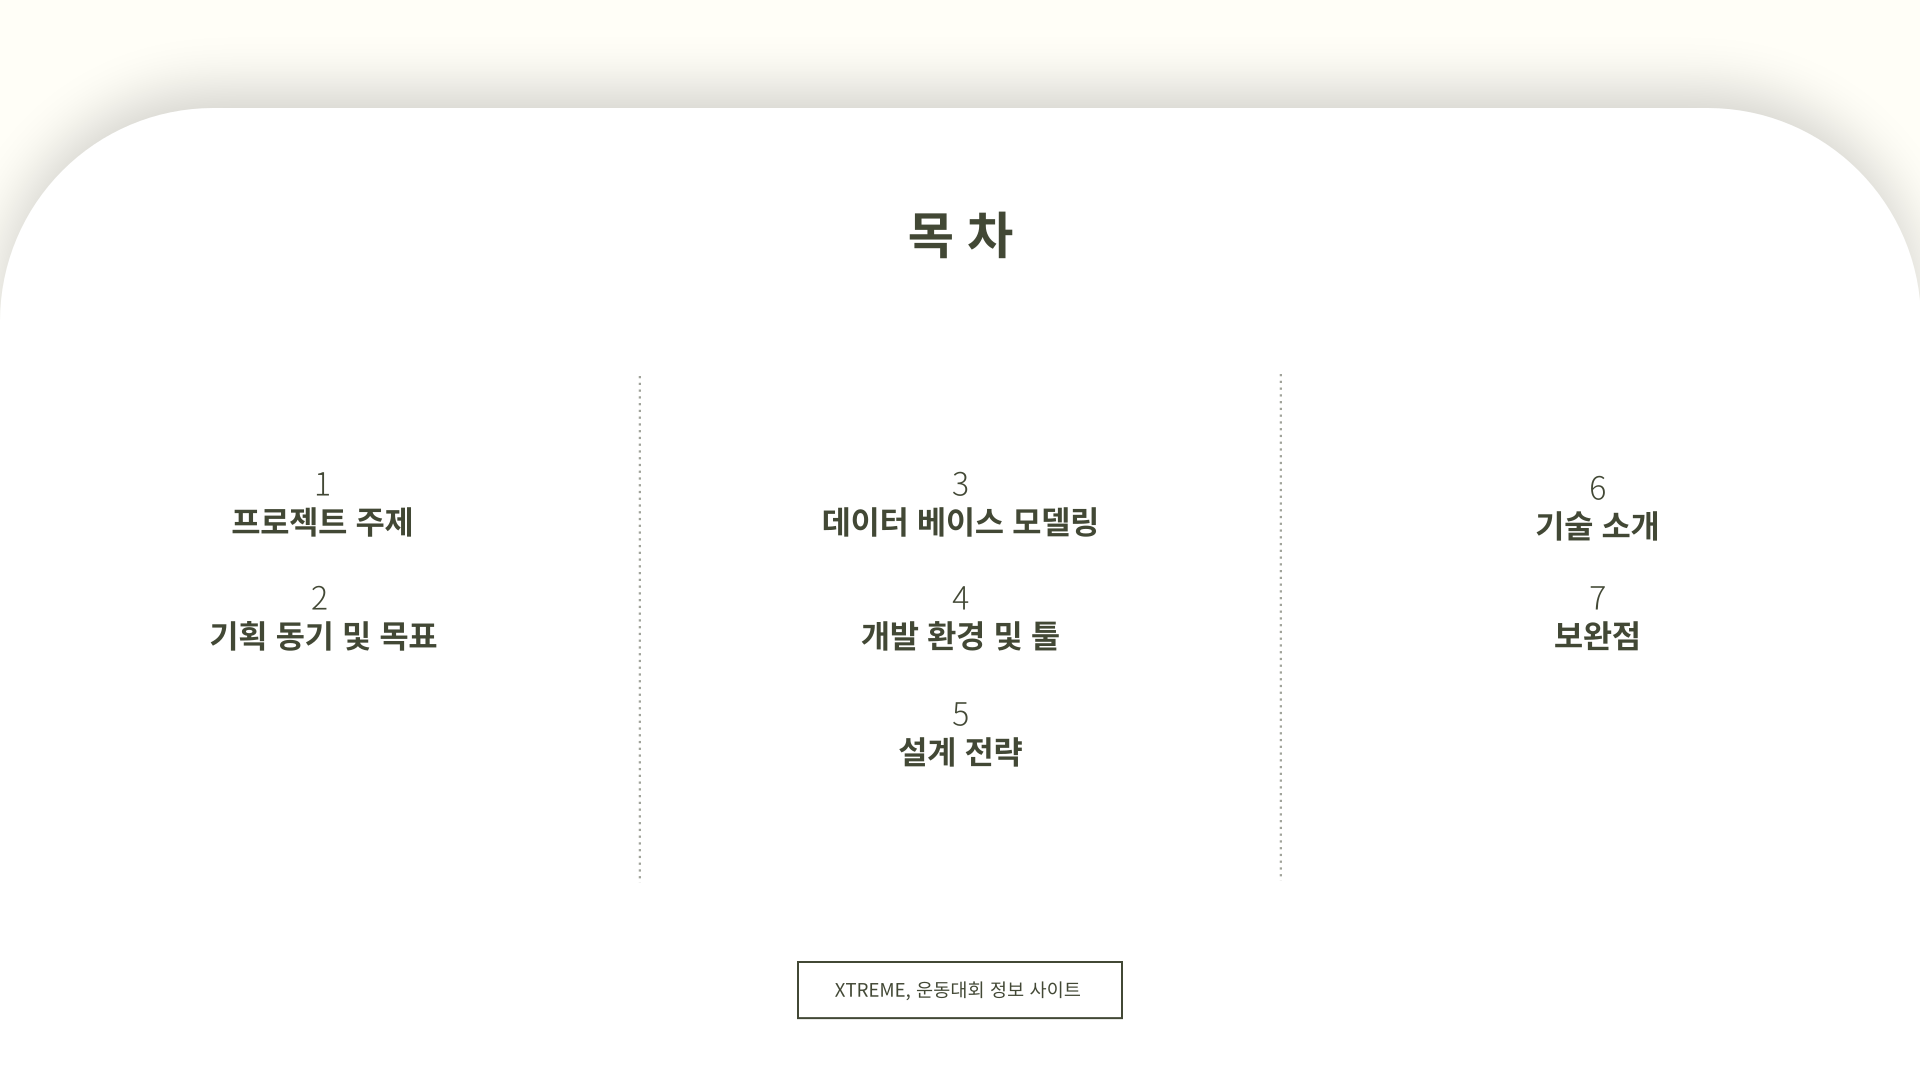 목 차
1
프로젝트 주제
2
기획 동기 및 목표
3
데이터 베이스 모델링
4
개발 환경 및 툴
5
설계 전략
6
기술 소개
7
보완점
XTREME, 운동대회 정보 사이트